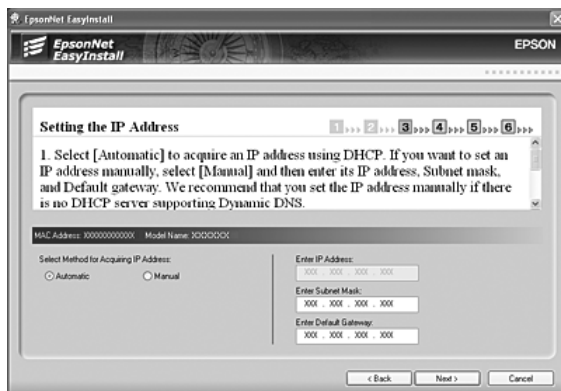 EpsonNet EasyInstall
EpsonNet
EasyInstall
EPSON
Setting the IP Address
1 2 3 4 5 6
1. Select [Automatic] to acquire an IP address using DHCP. If you want to set an
IP address manually, select [Manual] and then enter its IP address, Subnet mask,
and Default gateway. We recommend that you set the IP address manually if there
is no DHCP server supporting Dynamic DNS.
MAC Address: XXXXXXXXXXXX Model Name: XXXXXXX
Select Method for Acquiring IP Address:
Automatic Manual
Enter IP Address:
XXX . XXX . XXX . XXX
Enter Subnet Mask:
XXX . XXX . XXX . XXX
Enter Default Gateway:
XXX . XXX . XXX . XXX
< Back Next > Cancel